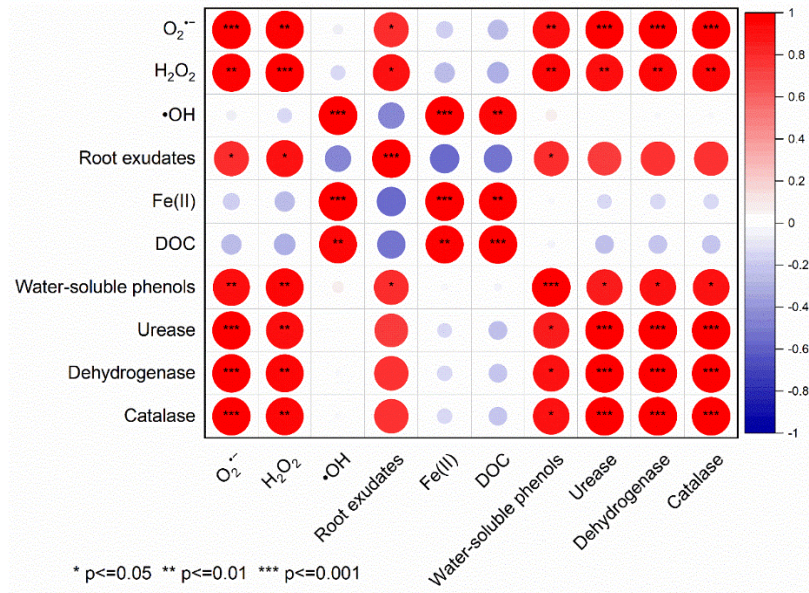 O₂•− *** ** * ** *** *** ***
H₂O₂ ** *** * ** ** ** **
•OH *** *** **
Root exudates * * *** *
Fe(II) *** *** **
DOC ** ** ***
Water-soluble phenols ** ** * *** * * *
Urease *** ** * *** *** ***
Dehydrogenase *** ** * *** *** ***
Catalase *** ** * *** *** ***
O₂•−
H₂O₂
•OH
Root exudates
Fe(II)
DOC
Water-soluble phenols
Urease
Dehydrogenase
Catalase
1
0.8
0.6
0.4
0.2
0
-0.2
-0.4
-0.6
-0.8
-1
* p<=0.05 ** p<=0.01 *** p<=0.001